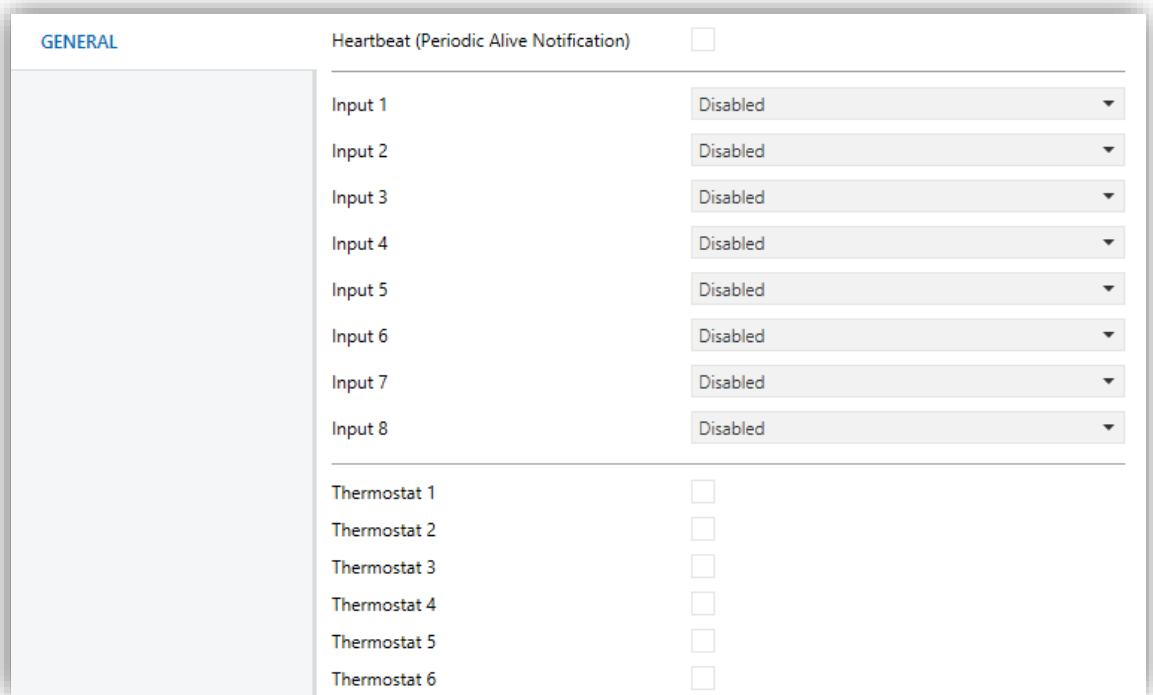 GENERAL
Heartbeat (Periodic Alive Notification)
Input 1 Disabled
Input 2 Disabled
Input 3 Disabled
Input 4 Disabled
Input 5 Disabled
Input 6 Disabled
Input 7 Disabled
Input 8 Disabled
Thermostat 1
Thermostat 2
Thermostat 3
Thermostat 4
Thermostat 5
Thermostat 6